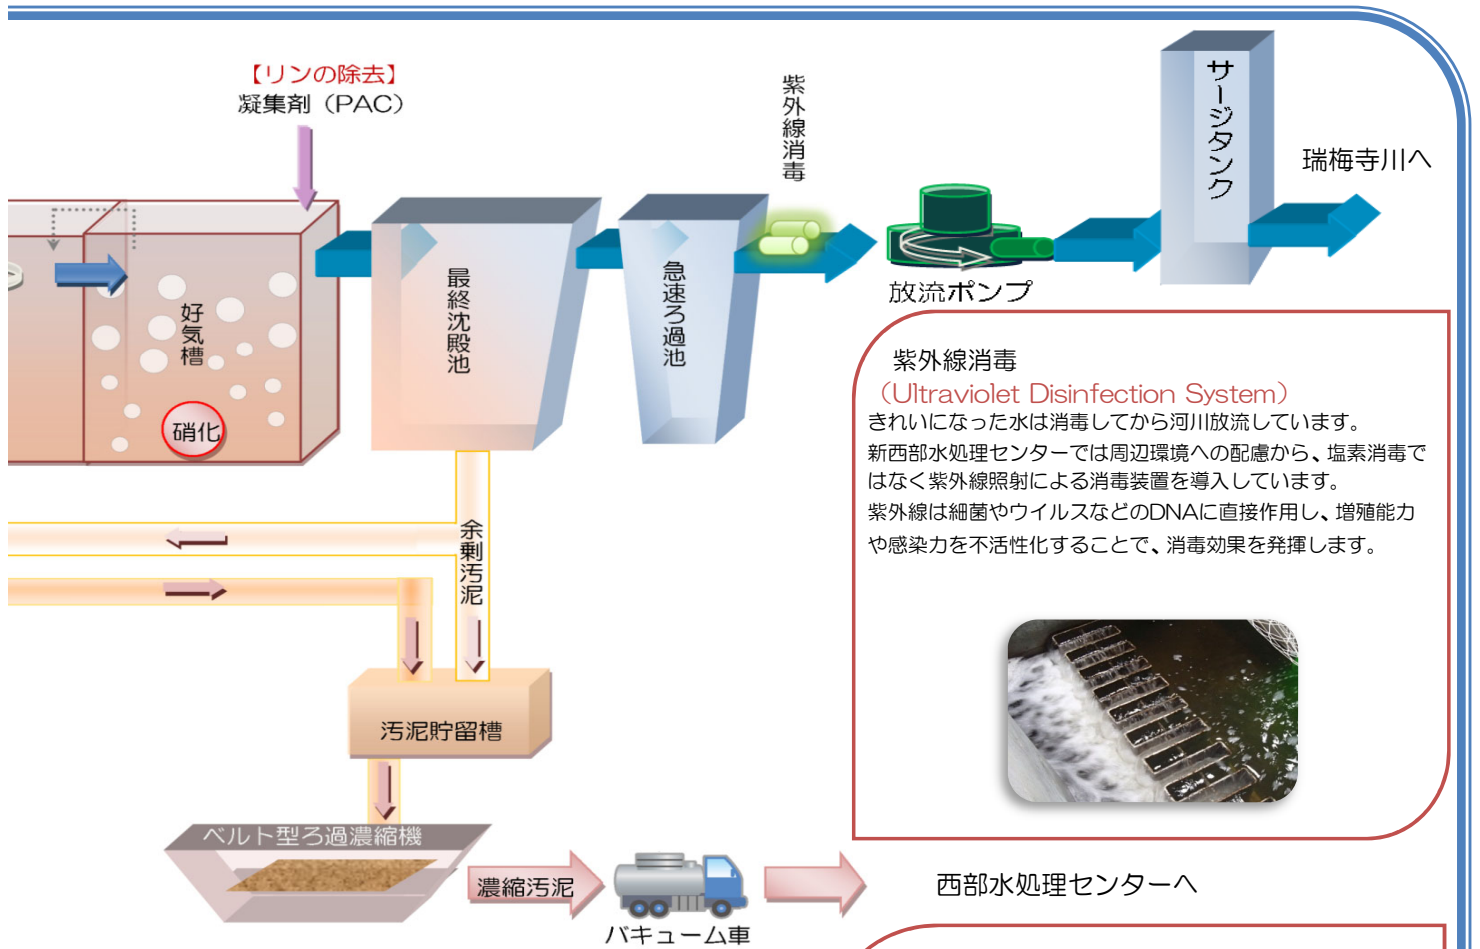 【リンの除去】
凝集剤（PAC）
紫外線消毒
サージタンク
瑞梅寺川へ
好気槽
硝化
最終沈殿池
急速ろ過池
放流ポンプ
紫外線消毒
（Ultraviolet Disinfection System）
きれいになった水は消毒してから河川放流しています。
新西部水処理センターでは周辺環境への配慮から、塩素消毒で
はなく紫外線照射による消毒装置を導入しています。
紫外線は細菌やウイルスなどのDNAに直接作用し、増殖能力
や感染力を不活性化することで、消毒効果を発揮します。
余剰汚泥
汚泥貯留槽
ベルト型ろ過濃縮機
濃縮汚泥
バキューム車
西部水処理センターへ